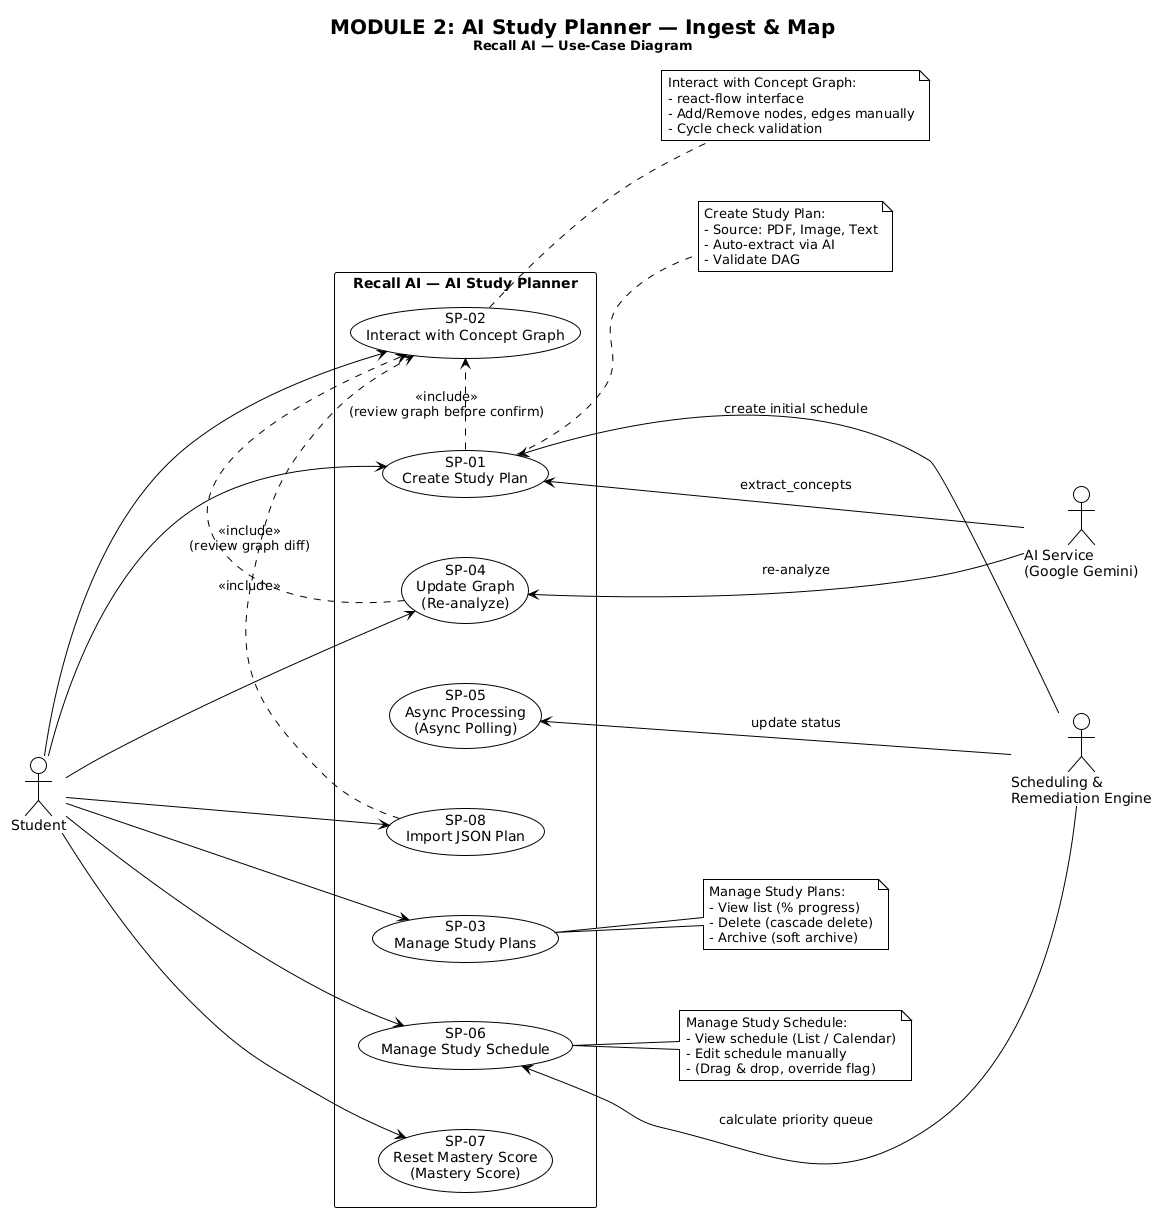 MODULE 2: AI Study Planner — Ingest & Map
Recall AI — Use-Case Diagram
Interact with Concept Graph:
- react-flow interface
- Add/Remove nodes, edges manually
- Cycle check validation
Create Study Plan:
- Source: PDF, Image, Text
- Auto-extract via AI
- Validate DAG
Recall AI — AI Study Planner
SP-02
Interact with Concept Graph
«include»
(review graph before confirm)
create initial schedule
SP-01
Create Study Plan
extract_concepts
«include»
(review graph diff)
AI Service
(Google Gemini)
SP-04
Update Graph
(Re-analyze)
re-analyze
«include»
SP-05
Async Processing
(Async Polling)
update status
Scheduling &
Remediation Engine
Student
SP-08
Import JSON Plan
Manage Study Plans:
- View list (% progress)
- Delete (cascade delete)
- Archive (soft archive)
SP-03
Manage Study Plans
Manage Study Schedule:
- View schedule (List / Calendar)
- Edit schedule manually
- (Drag & drop, override flag)
SP-06
Manage Study Schedule
calculate priority queue
SP-07
Reset Mastery Score
(Mastery Score)